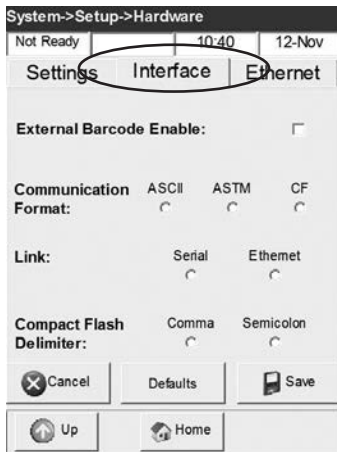 System->Setup->Hardware
Not Ready 10:40 12-Nov
Settings Interface Ethernet
External Barcode Enable:
Communication Format: ASCII ASTM CF
Link: Serial Ethernet
Compact Flash Delimiter: Comma Semicolon
Cancel Defaults Save
Up Home